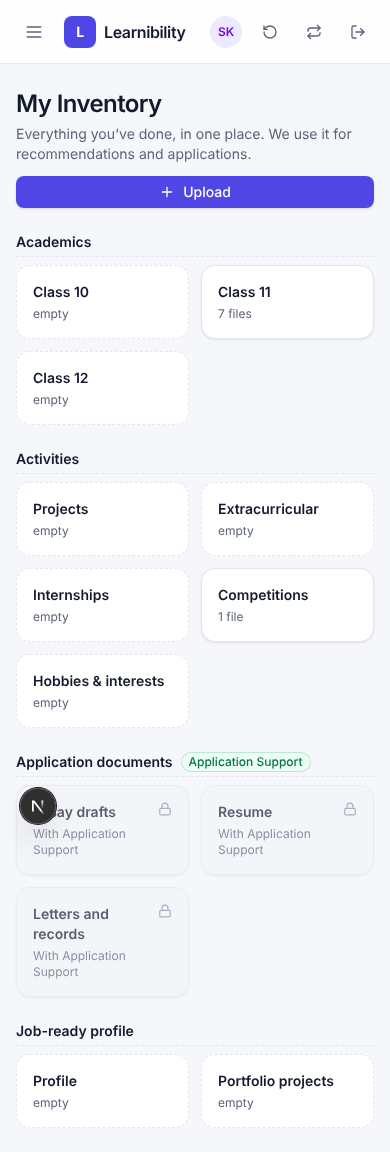 L Learnibility SK
My Inventory
Everything you've done, in one place. We use it for
recommendations and applications.
+ Upload
Academics
Class 10
empty
Class 11
7 files
Class 12
empty
Activities
Projects
empty
Extracurricular
empty
Internships
empty
Competitions
1 file
Hobbies & interests
empty
Application documents Application Support
N
drafts
With Application
Support
Resume
With Application
Support
Letters and
records
With Application
Support
Job-ready profile
Profile
empty
Portfolio projects
empty